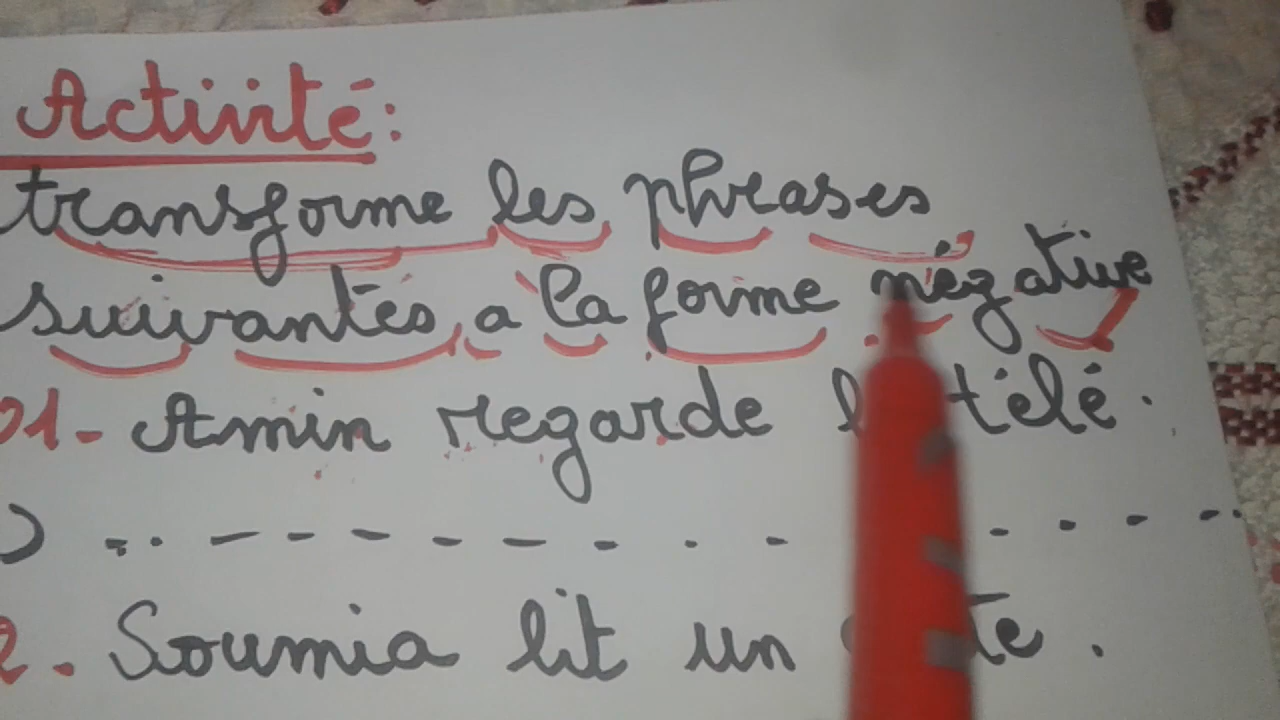 Activité:
transforme les phrases
suivantes a la forme négative
01. Amin regarde télé.
2. Soumia lit un